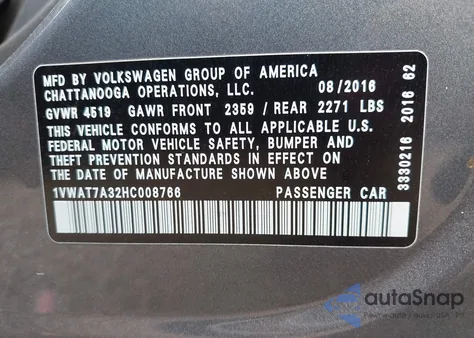 MFD BY VOLKSWAGEN GROUP OF AMERICA
CHATTANOOGA OPERATIONS, LLC. 08/2016
GVWR 4519 GAWR FRONT 2359 / REAR 2271 LBS
THIS VEHICLE CONFORMS TO ALL APPLICABLE U.S.
FEDERAL MOTOR VEHICLE SAFETY, BUMPER AND
THEFT PREVENTION STANDARDS IN EFFECT ON
THE DATE OF MANUFACTURE SHOWN ABOVE
1VWAT7A32HC008766 PASSENGER CAR
3330216 2016 62
autoSnap